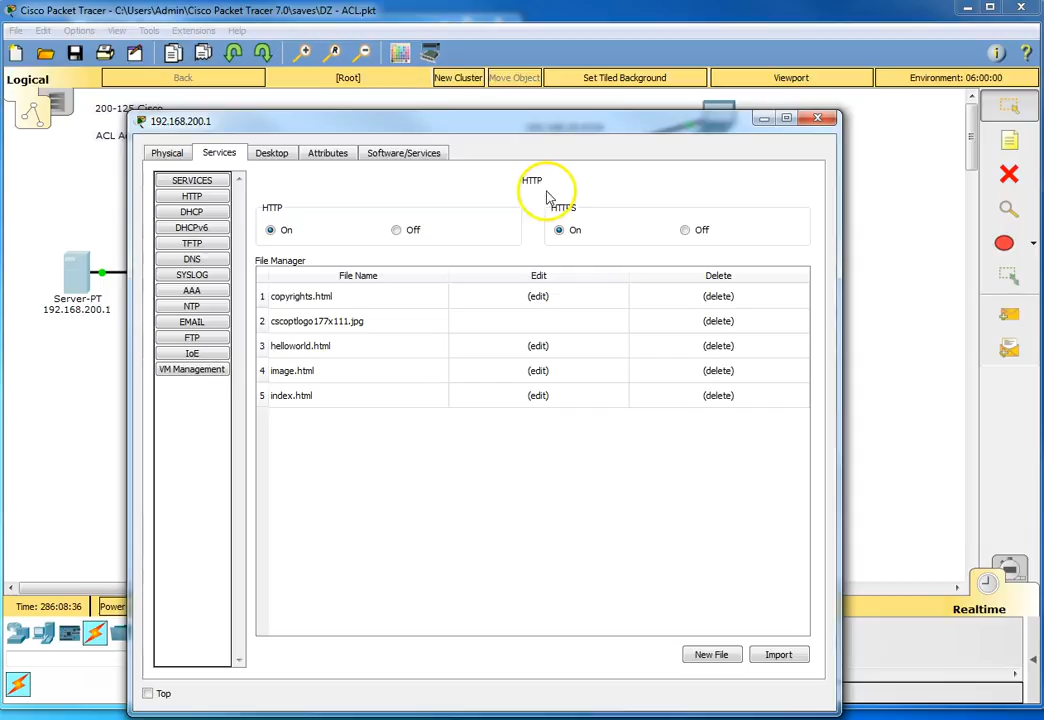 Cisco Packet Tracer - C:\Users\Admin\Cisco Packet Tracer 7.0\saves\DZ - ACL.pkt
File Edit Options View Tools Extensions Help
Logical Back [Root] New Cluster Move Object Set Tiled Background Viewport Environment: 06:00:00
200-125 Cisco
ACL A
192.168.200.1
Physical Services Desktop Attributes Software/Services
SERVICES
HTTP
DHCP
DHCPv6
TFTP
DNS
SYSLOG
AAA
NTP
EMAIL
FTP
IoE
VM Management
HTTP
HTTP HTTPS
On Off On Off
File Manager
File Name Edit Delete
1 copyrights.html (edit) (delete)
2 cscoptlogo177x111.jpg (delete)
3 helloworld.html (edit) (delete)
4 image.html (edit) (delete)
5 index.html (edit) (delete)
New File Import
Top
Server-PT
192.168.200.1
Time: 286:08:36 Power
Realtime